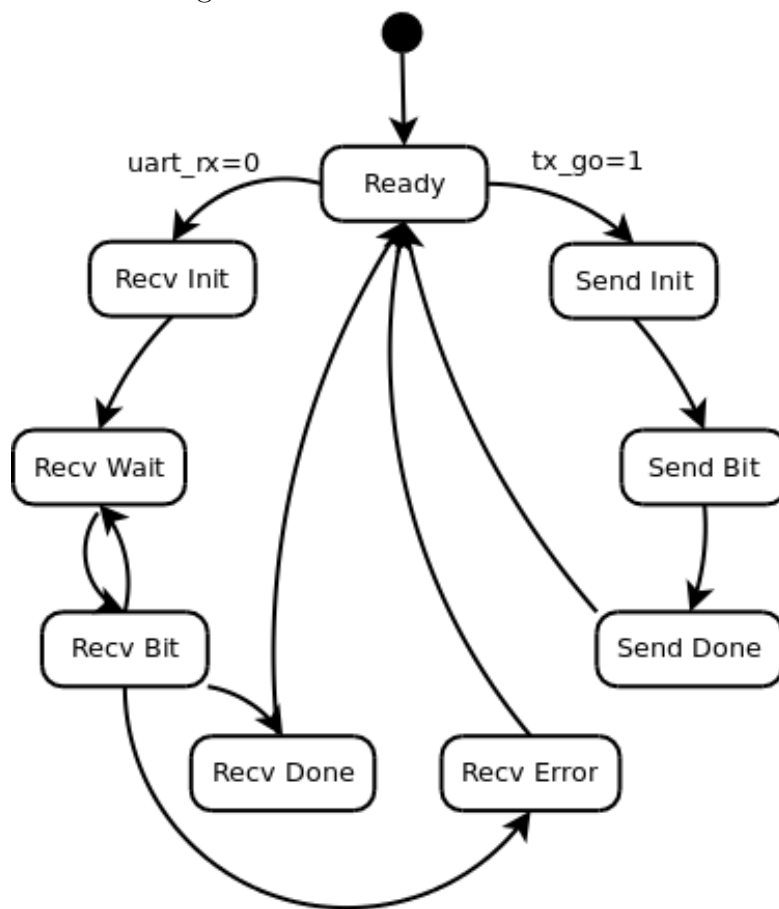 uart_rx=0
tx_go=1
Ready
Recv Init
Send Init
Recv Wait
Send Bit
Recv Bit
Send Done
Recv Done
Recv Error